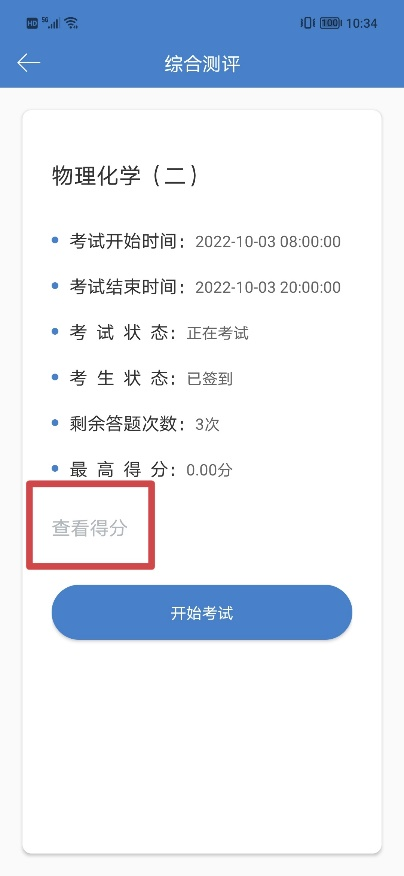 HD 5G 100 10:34
综合测评
物理化学（二）
考试开始时间：2022-10-03 08:00:00
考试结束时间：2022-10-03 20:00:00
考试状态：正在考试
考生状态：已签到
剩余答题次数：3次
最高得分：0.00分
查看得分
开始考试